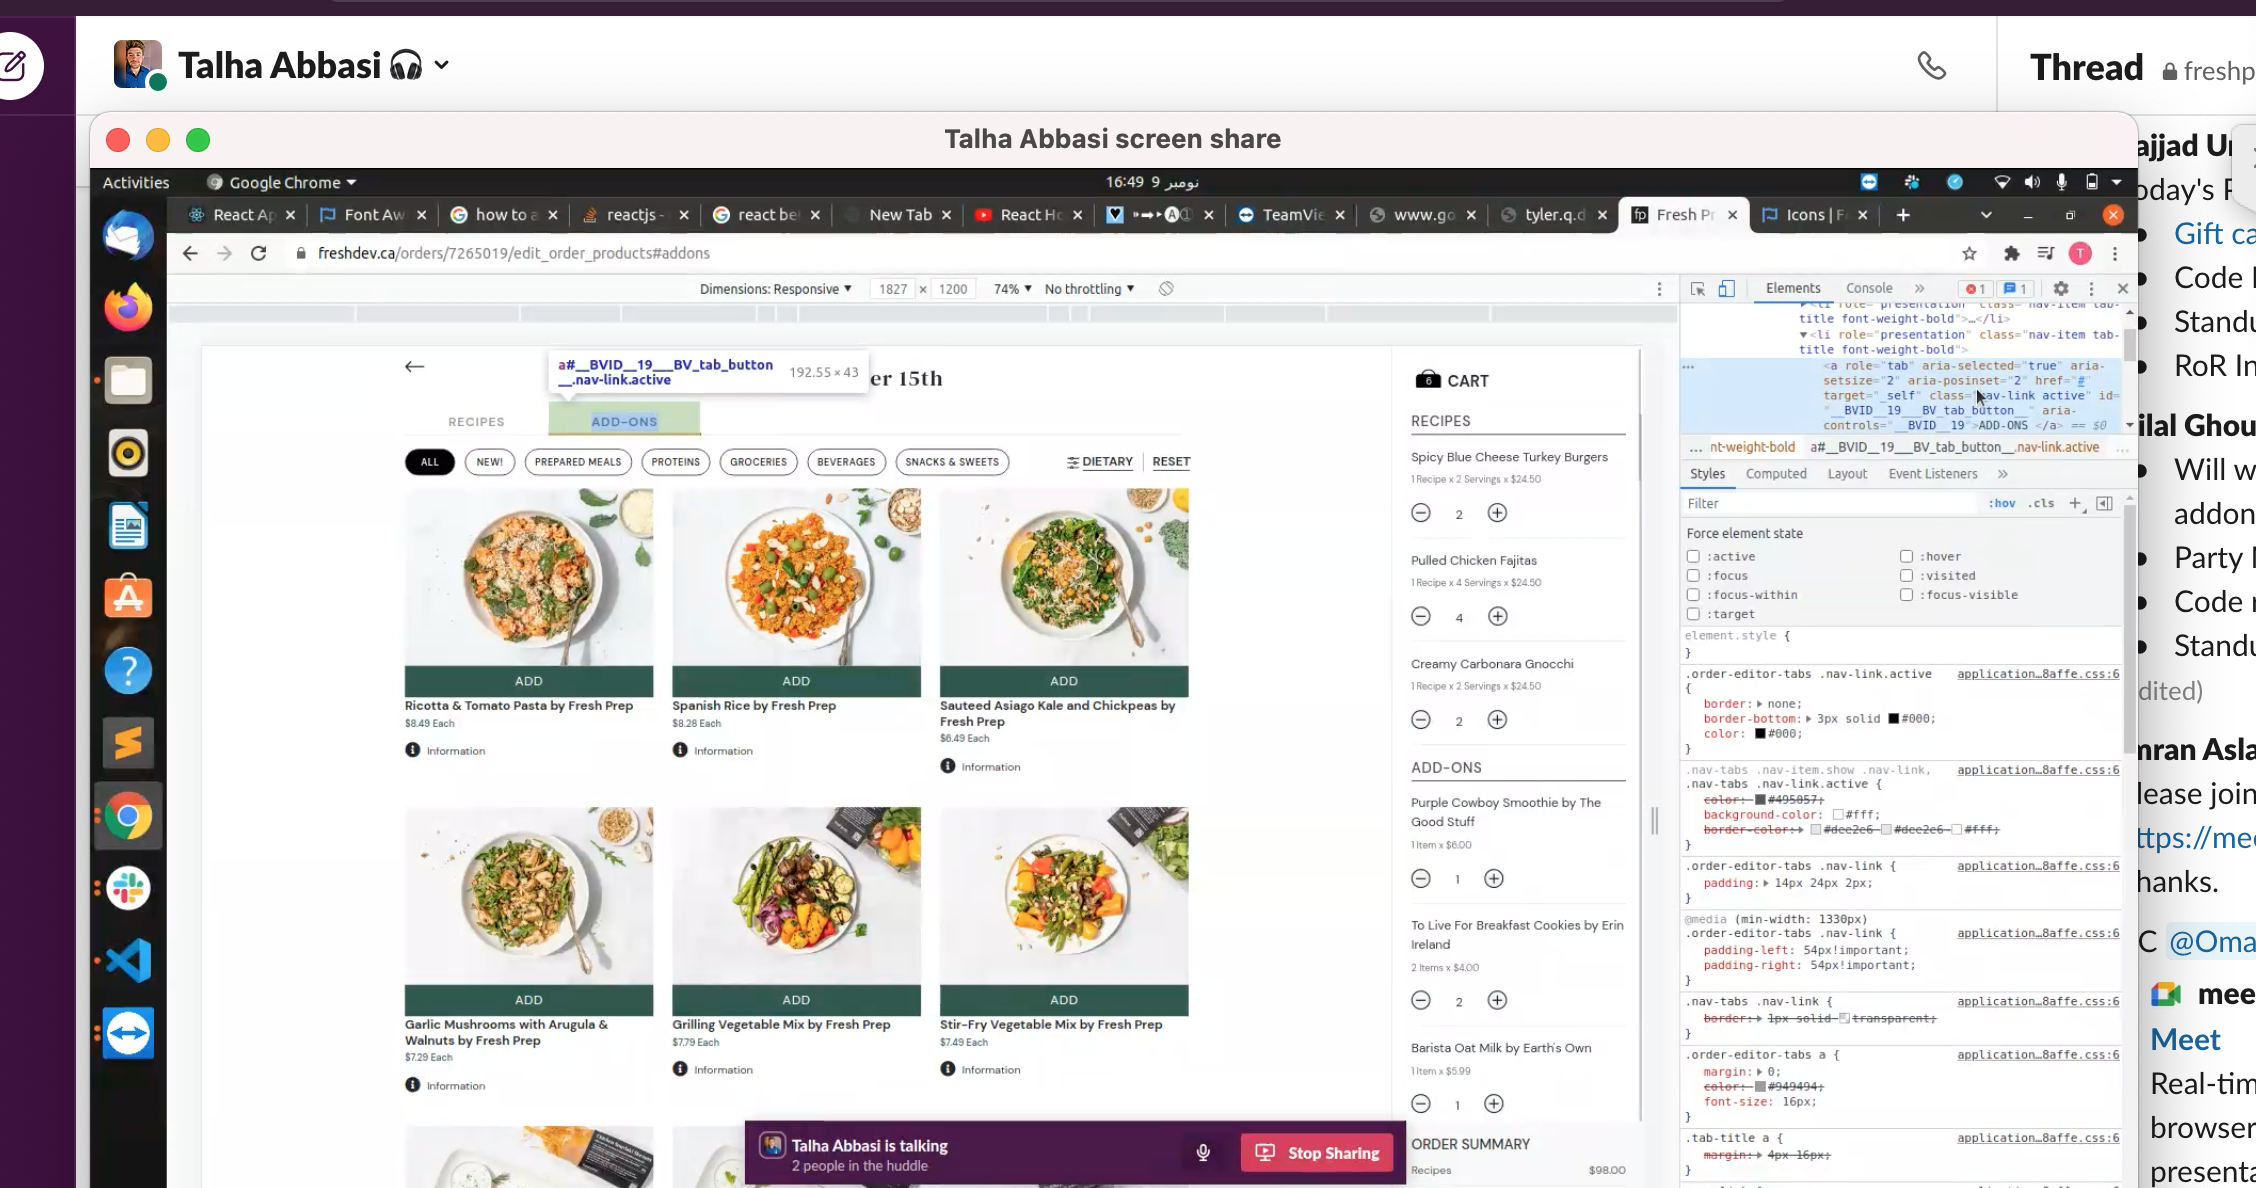 Talha Abbasi
Thread freshp
Talha Abbasi screen share
Activities
Google Chrome
16:49 9 نومبر
React Ap
Font Aw
how to a
reactjs -
react be
New Tab
React Ho
TeamVie
www.go
tyler.q.d
Fresh Pr
Icons | F
freshdev.ca/orders/7265019/edit_order_products#addons
Dimensions: Responsive 1827 × 1200 74% No throttling
Elements Console » 1 1
a#__BVID__19___BV_tab_button
__.nav-link.active
192.55 × 43
er 15th
RECIPES
ADD-ONS
ALL
NEW!
PREPARED MEALS
PROTEINS
GROCERIES
BEVERAGES
SNACKS & SWEETS
DIETARY
RESET
ADD
Ricotta & Tomato Pasta by Fresh Prep
$8.49 Each
Information
ADD
Spanish Rice by Fresh Prep
$8.28 Each
Information
ADD
Sauteed Asiago Kale and Chickpeas by
Fresh Prep
$6.49 Each
Information
ADD
Garlic Mushrooms with Arugula &
Walnuts by Fresh Prep
$7.29 Each
Information
ADD
Grilling Vegetable Mix by Fresh Prep
$7.79 Each
Information
ADD
Stir-Fry Vegetable Mix by Fresh Prep
$7.49 Each
Information
6 CART
RECIPES
Spicy Blue Cheese Turkey Burgers
1 Recipe x 2 Servings x $24.50
2
Pulled Chicken Fajitas
1 Recipe x 4 Servings x $24.50
4
Creamy Carbonara Gnocchi
1 Recipe x 2 Servings x $24.50
2
ADD-ONS
Purple Cowboy Smoothie by The
Good Stuff
1 Item x $6.00
1
To Live For Breakfast Cookies by Erin
Ireland
2 Items x $4.00
2
Barista Oat Milk by Earth's Own
1 Item x $5.99
1
ORDER SUMMARY
Recipes $98.00
Talha Abbasi is talking
2 people in the huddle
Stop Sharing
<li role="presentation" class="nav-item tab-
title font-weight-bold">…</li>
<li role="presentation" class="nav-item tab-
title font-weight-bold">
<a role="tab" aria-selected="true" aria-
setsize="2" aria-posinset="2" href="#"
target="_self" class="nav-link active" id=
"__BVID__19___BV_tab_button__" aria-
controls="__BVID__19">ADD-ONS </a> == $0
... nt-weight-bold a#__BVID__19___BV_tab_button__.nav-link.active ...
Styles Computed Layout Event Listeners »
Filter :hov .cls +
Force element state
:active :hover
:focus :visited
:focus-within :focus-visible
:target
element.style {
}
.order-editor-tabs .nav-link.active application…8affe.css:6
{
border: none;
border-bottom: 3px solid #000;
color: #000;
}
.nav-tabs .nav-item.show .nav-link, application…8affe.css:6
.nav-tabs .nav-link.active {
color: #495057;
background-color: #fff;
border-color: #dee2e6 #dee2e6 #fff;
}
.order-editor-tabs .nav-link { application…8affe.css:6
padding: 14px 24px 2px;
}
@media (min-width: 1330px)
.order-editor-tabs .nav-link { application…8affe.css:6
padding-left: 54px!important;
padding-right: 54px!important;
}
.nav-tabs .nav-link { application…8affe.css:6
border: 1px solid transparent;
}
.order-editor-tabs a { application…8affe.css:6
margin: 0;
color: #949494;
font-size: 16px;
}
.tab-title a { application…8affe.css:6
margin: 4px 16px;
}
ajjad Ur
oday's P
Gift ca
Code
Standu
RoR In
ilal Ghou
Will w
addon
Party
Code r
Standu
dited)
mran Asla
lease join
ttps://mee
hanks.
C @Oma
mee
Meet
Real-tim
browser
presenta